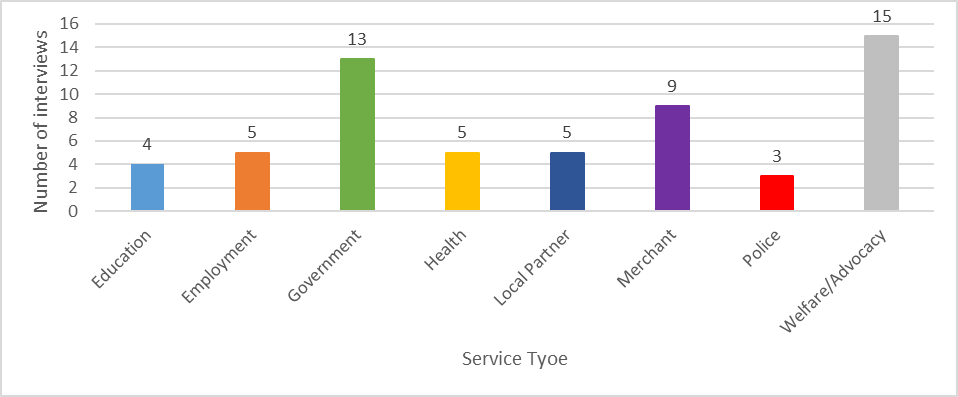 Number of interviews
16
14
12
10
8
6
4
2
0
4
5
13
5
5
9
3
15
Education
Employment
Government
Health
Local Partner
Merchant
Police
Welfare/Advocacy
Service Tyoe